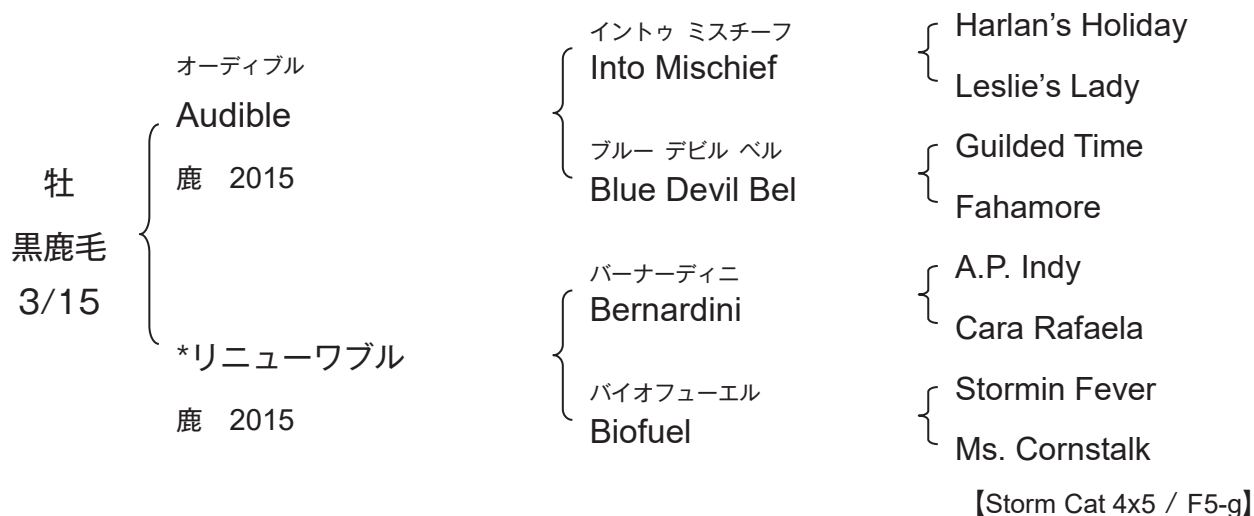 牡
黒鹿毛
3/15
オーディブル
Audible
鹿 2015
*リニューワブル
鹿 2015
イントゥ ミスチーフ
Into Mischief
ブルー デビル ベル
Blue Devil Bel
バーナーディニ
Bernardini
バイオフューエル
Biofuel
Harlan's Holiday
Leslie's Lady
Guilded Time
Fahamore
A.P. Indy
Cara Rafaela
Stormin Fever
Ms. Cornstalk
【Storm Cat 4x5 / F5-g】